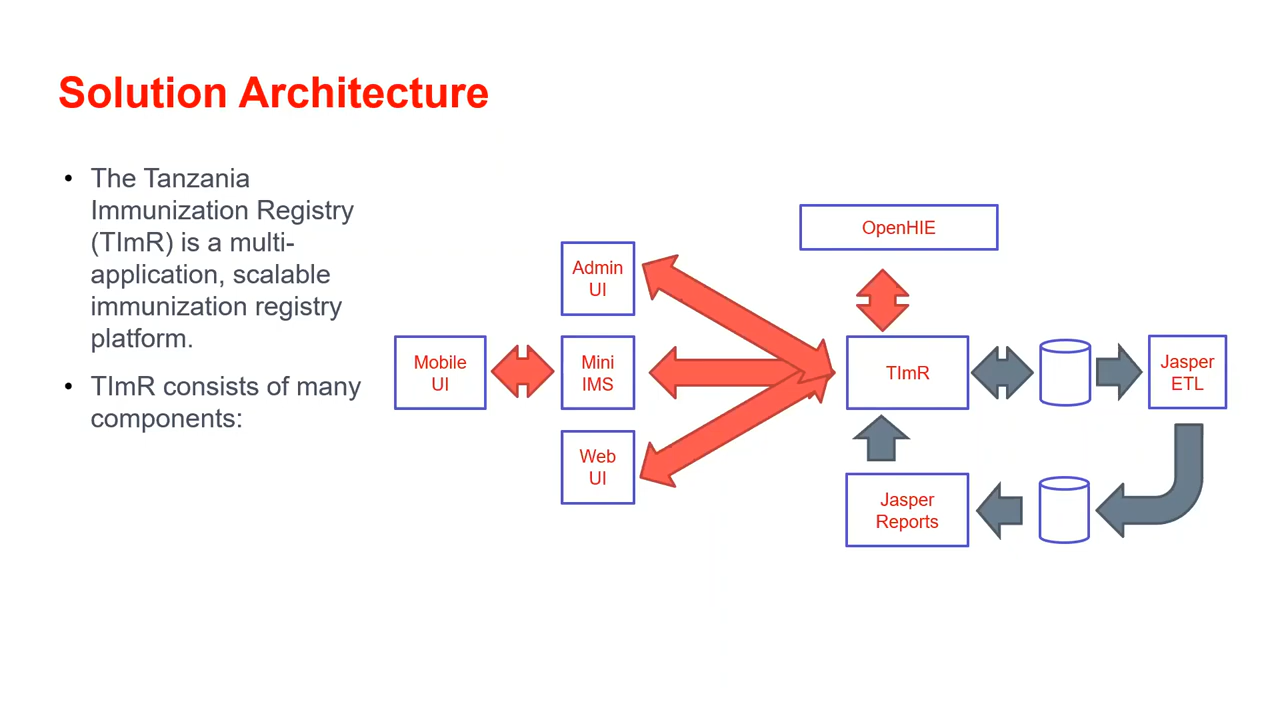 Solution Architecture
• The Tanzania
Immunization Registry
(TImR) is a multi-
application, scalable
immunization registry
platform.
• TImR consists of many
components:
OpenHIE
Admin
UI
Mobile
UI
Mini
IMS
TImR
Jasper
ETL
Web
UI
Jasper
Reports